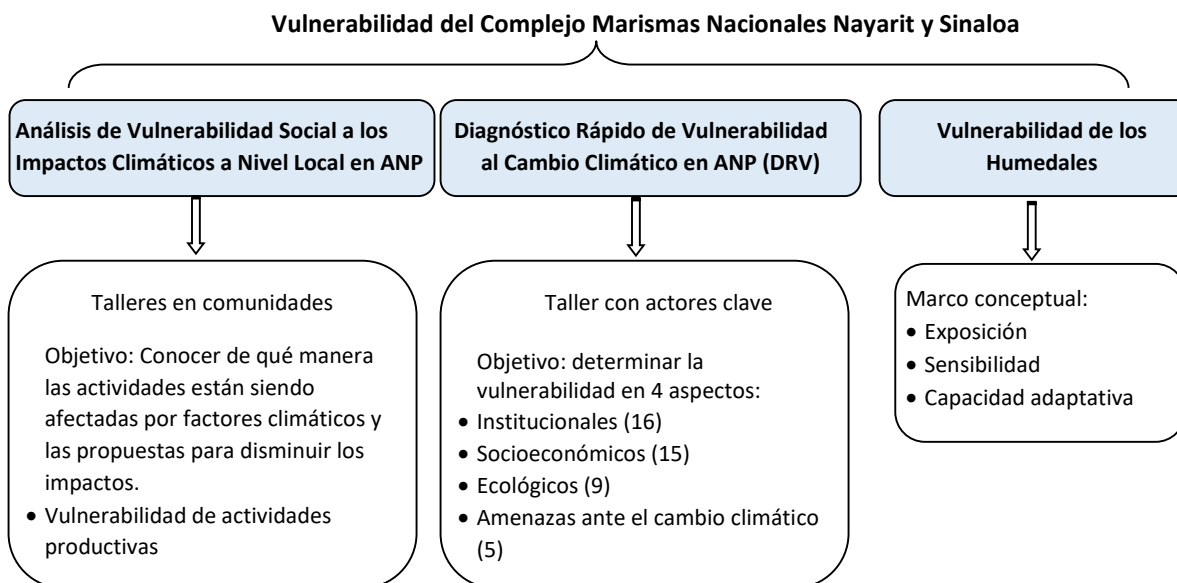 Vulnerabilidad del Complejo Marismas Nacionales Nayarit y Sinaloa
Análisis de Vulnerabilidad Social a los
Impactos Climáticos a Nivel Local en ANP
Talleres en comunidades
Objetivo: Conocer de qué manera
las actividades están siendo
afectadas por factores climáticos y
las propuestas para disminuir los
impactos.
• Vulnerabilidad de actividades
productivas
Diagnóstico Rápido de Vulnerabilidad
al Cambio Climático en ANP (DRV)
Taller con actores clave
Objetivo: determinar la
vulnerabilidad en 4 aspectos:
• Institucionales (16)
• Socioeconómicos (15)
• Ecológicos (9)
• Amenazas ante el cambio climático
(5)
Vulnerabilidad de los
Humedales
Marco conceptual:
• Exposición
• Sensibilidad
• Capacidad adaptativa